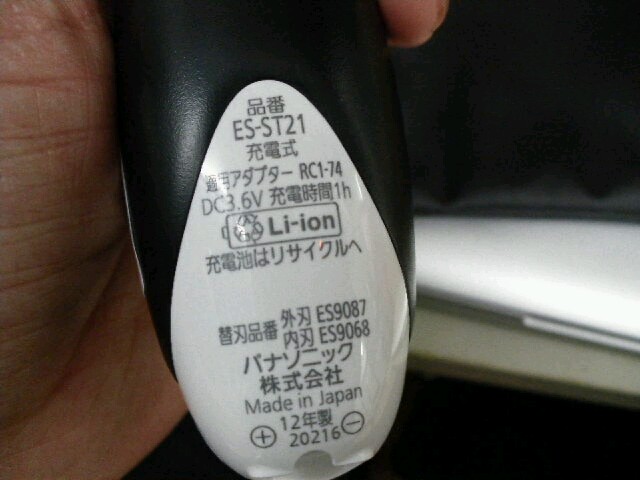 品番
ES-ST21
充電式
適用アダプター RC1-74
DC3.6V 充電時間1h
Li-ion
充電池はリサイクルへ
替刃品番 外刃 ES9087
内刃 ES9068
パナソニック
株式会社
Made in Japan
12年製
20216